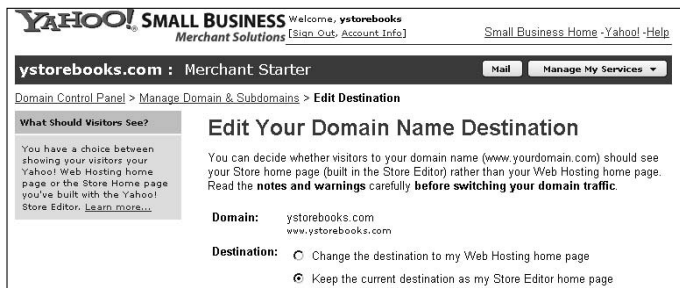 YAHOO! SMALL BUSINESS
Merchant Solutions
Welcome, ystorebooks
[Sign Out, Account Info]
Small Business Home - Yahoo! - Help
ystorebooks.com : Merchant Starter
Mail
Manage My Services
Domain Control Panel > Manage Domain & Subdomains > Edit Destination
What Should Visitors See?
You have a choice between
showing your visitors your
Yahoo! Web Hosting home
page or the Store Home page
you've built with the Yahoo!
Store Editor. Learn more...
Edit Your Domain Name Destination
You can decide whether visitors to your domain name (www.yourdomain.com) should see
your Store home page (built in the Store Editor) rather than your Web Hosting home page.
Read the notes and warnings carefully before switching your domain traffic.
Domain: ystorebooks.com
www.ystorebooks.com
Destination: Change the destination to my Web Hosting home page
Keep the current destination as my Store Editor home page